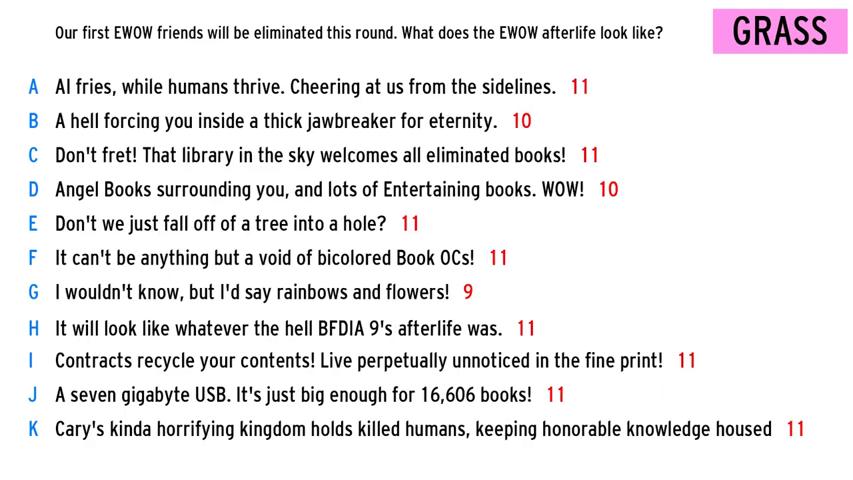 Our first EWOW friends will be eliminated this round. What does the EWOW afterlife look like?
GRASS
A AI fries, while humans thrive. Cheering at us from the sidelines. 11
B A hell forcing you inside a thick jawbreaker for eternity. 10
C Don't fret! That library in the sky welcomes all eliminated books! 11
D Angel Books surrounding you, and lots of Entertaining books. WOW! 10
E Don't we just fall off of a tree into a hole? 11
F It can't be anything but a void of bicolored Book OCs! 11
G I wouldn't know, but I'd say rainbows and flowers! 9
H It will look like whatever the hell BFDIA 9's afterlife was. 11
I Contracts recycle your contents! Live perpetually unnoticed in the fine print! 11
J A seven gigabyte USB. It's just big enough for 16,606 books! 11
K Cary's kinda horrifying kingdom holds killed humans, keeping honorable knowledge housed 11